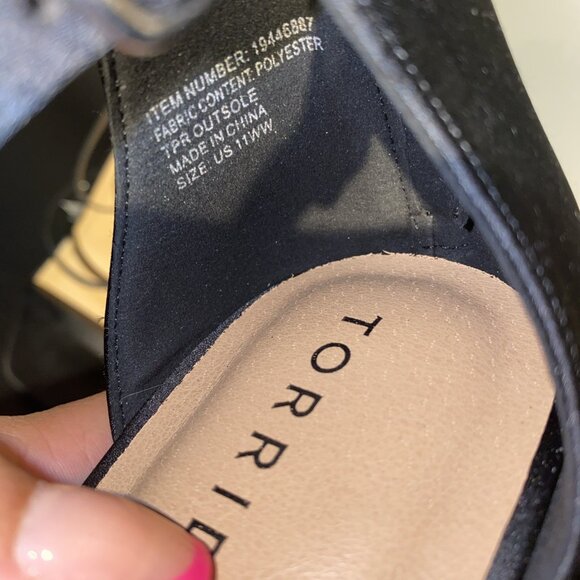 ITEM NUMBER: 19446887
FABRIC CONTENT: POLYESTER
TPR OUTSOLE
MADE IN CHINA
SIZE: US 11WW
TORRID